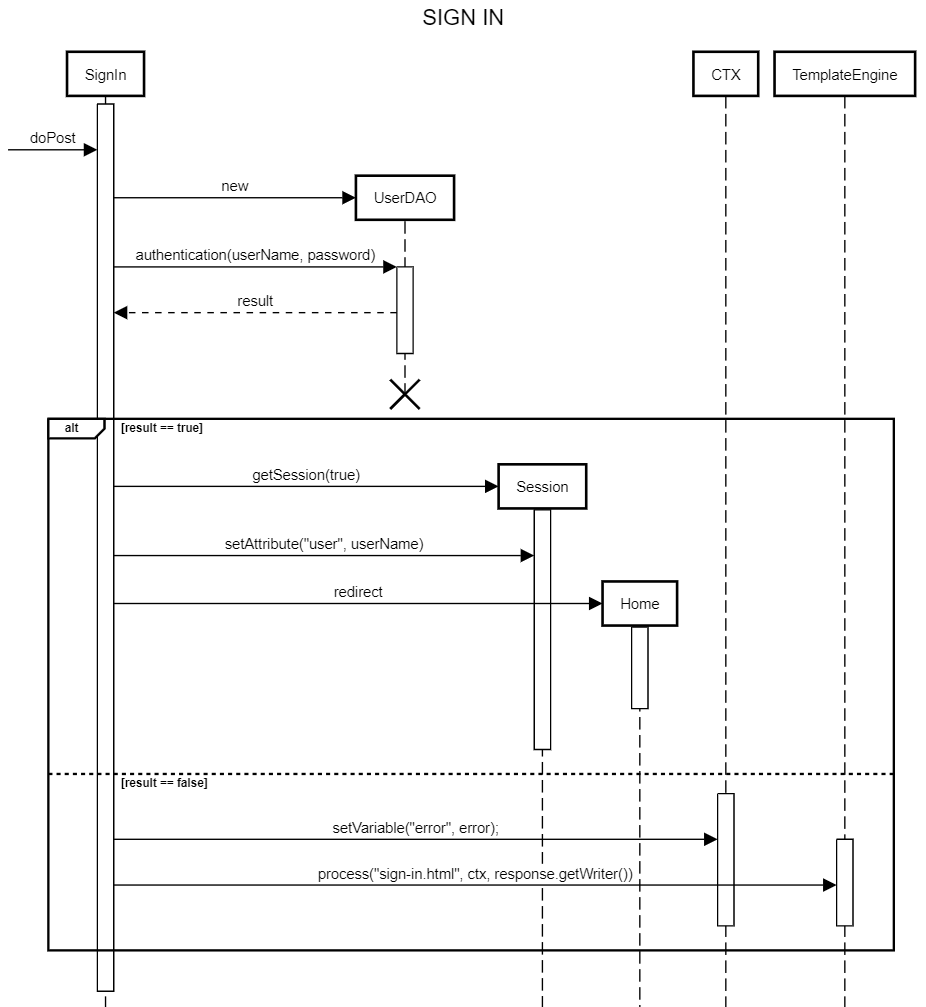 SIGN IN
SignIn
CTX
TemplateEngine
doPost
new
UserDAO
authentication(userName, password)
result
alt
[result == true]
getSession(true)
Session
setAttribute("user", userName)
redirect
Home
[result == false]
setVariable("error", error);
process("sign-in.html", ctx, response.getWriter())